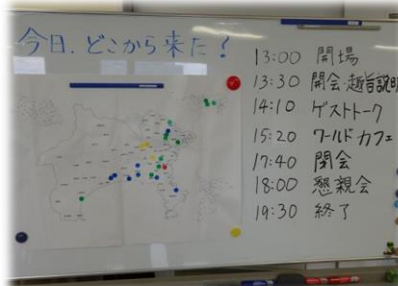 今日.どこから来た?
13:00 開場
13:30 開会・趣旨説明
14:10 ゲストトーク
15:20 ワールドカフェ
17:40 閉会
18:00 懇親会
19:30 終了